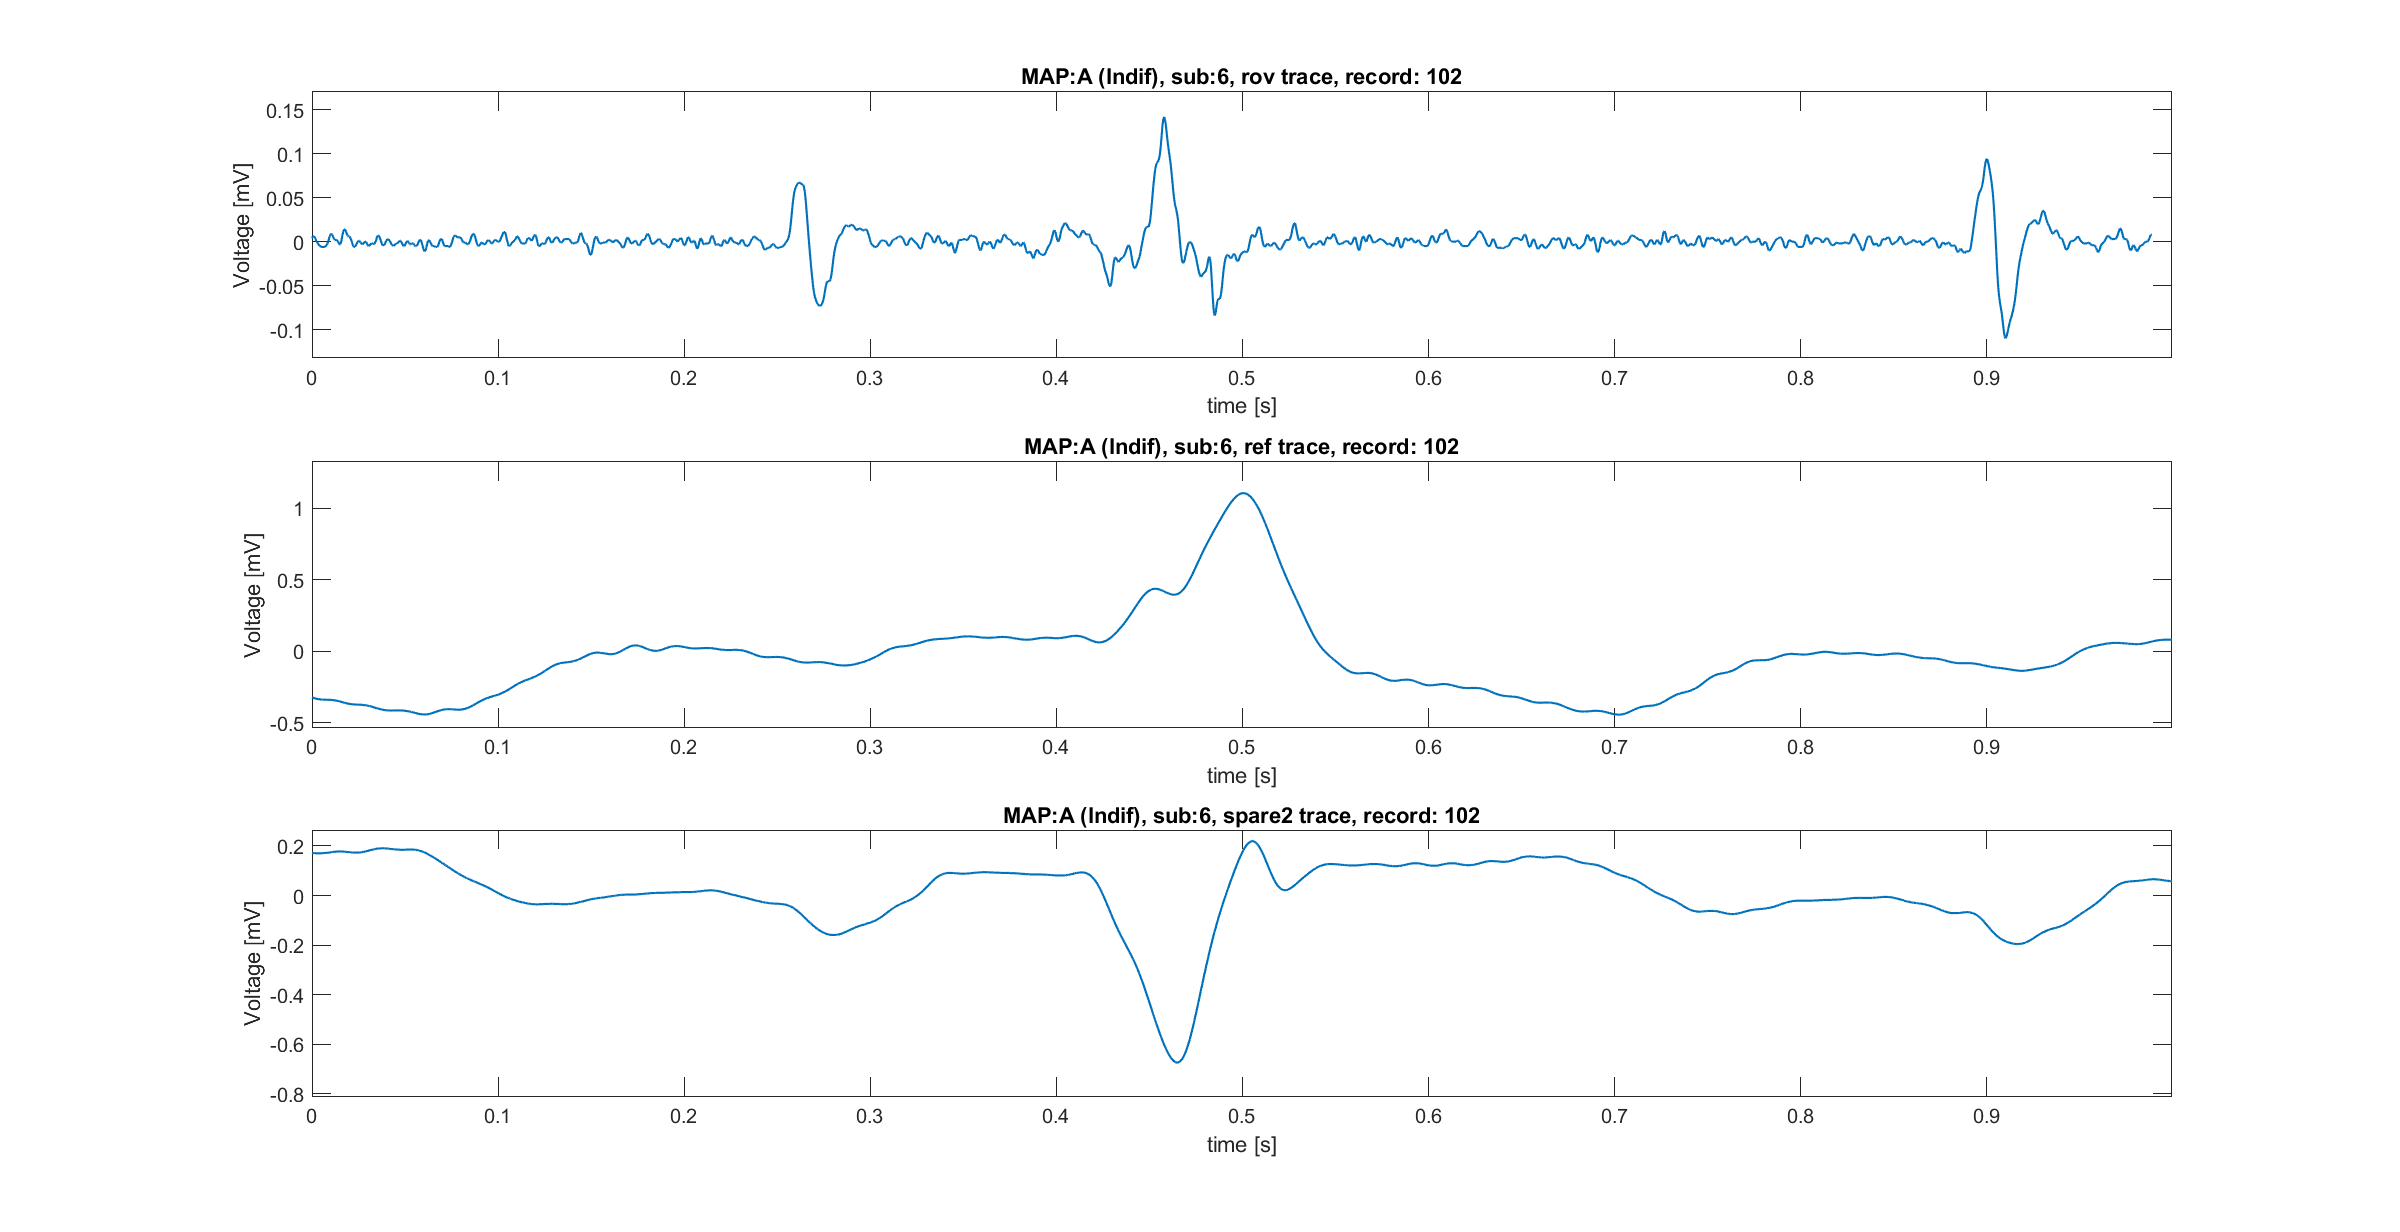 MAP:A (Indif), sub:6, rov trace, record: 102
0.15
0.1
0.05
0
-0.05
-0.1
Voltage [mV]
0 0.1 0.2 0.3 0.4 0.5 0.6 0.7 0.8 0.9
time [s]
MAP:A (Indif), sub:6, ref trace, record: 102
1
0.5
0
-0.5
Voltage [mV]
0 0.1 0.2 0.3 0.4 0.5 0.6 0.7 0.8 0.9
time [s]
MAP:A (Indif), sub:6, spare2 trace, record: 102
0.2
0
-0.2
-0.4
-0.6
-0.8
Voltage [mV]
0 0.1 0.2 0.3 0.4 0.5 0.6 0.7 0.8 0.9
time [s]